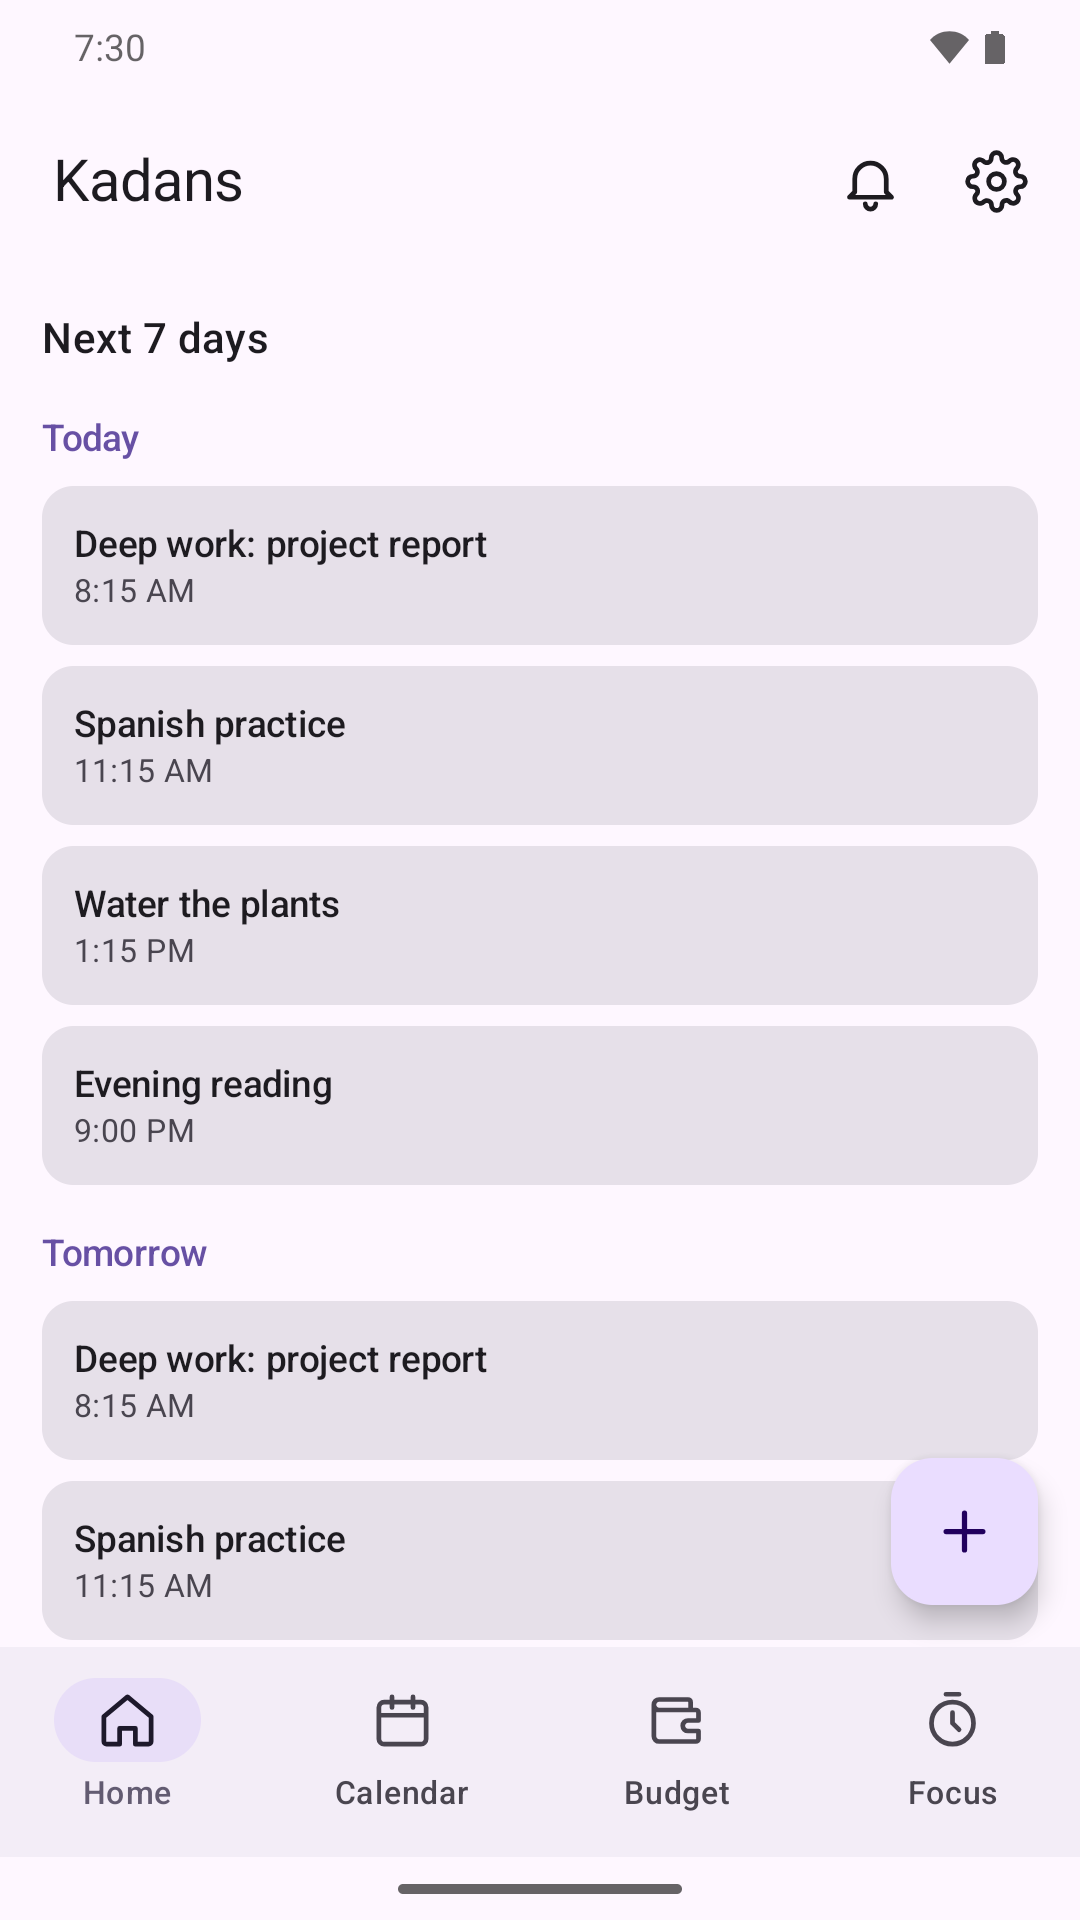 7:30
Kadans
Next 7 days
Today
Deep work: project report
8:15 AM
Spanish practice
11:15 AM
Water the plants
1:15 PM
Evening reading
9:00 PM
Tomorrow
Deep work: project report
8:15 AM
Spanish practice
11:15 AM
Home
Calendar
Budget
Focus